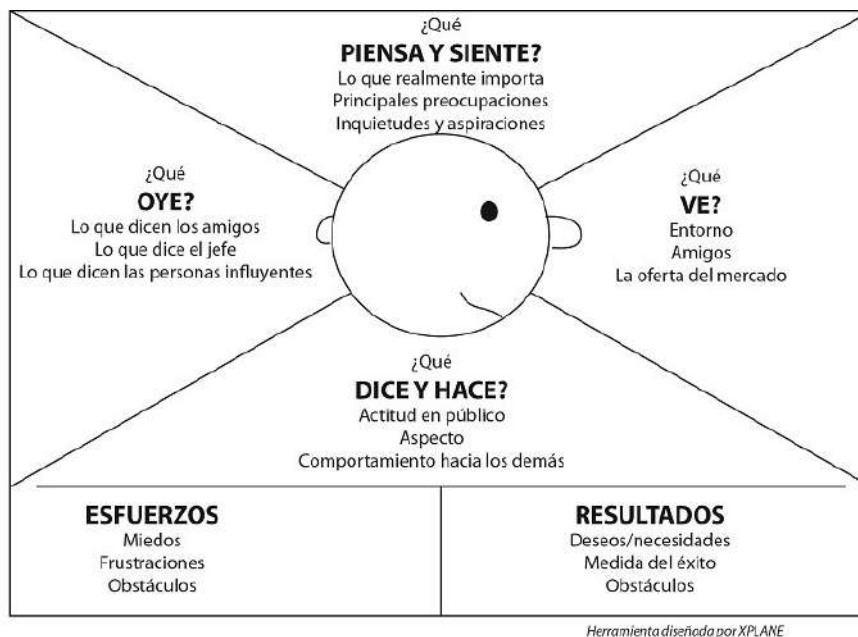 ¿Qué
PIENSA Y SIENTE?
Lo que realmente importa
Principales preocupaciones
Inquietudes y aspiraciones
¿Qué
OYE?
Lo que dicen los amigos
Lo que dice el jefe
Lo que dicen las personas influyentes
¿Qué
VE?
Entorno
Amigos
La oferta del mercado
¿Qué
DICE Y HACE?
Actitud en público
Aspecto
Comportamiento hacia los demás
ESFUERZOS
Miedos
Frustraciones
Obstáculos
RESULTADOS
Deseos/necesidades
Medida del éxito
Obstáculos
Herramienta diseñada por XPLANE